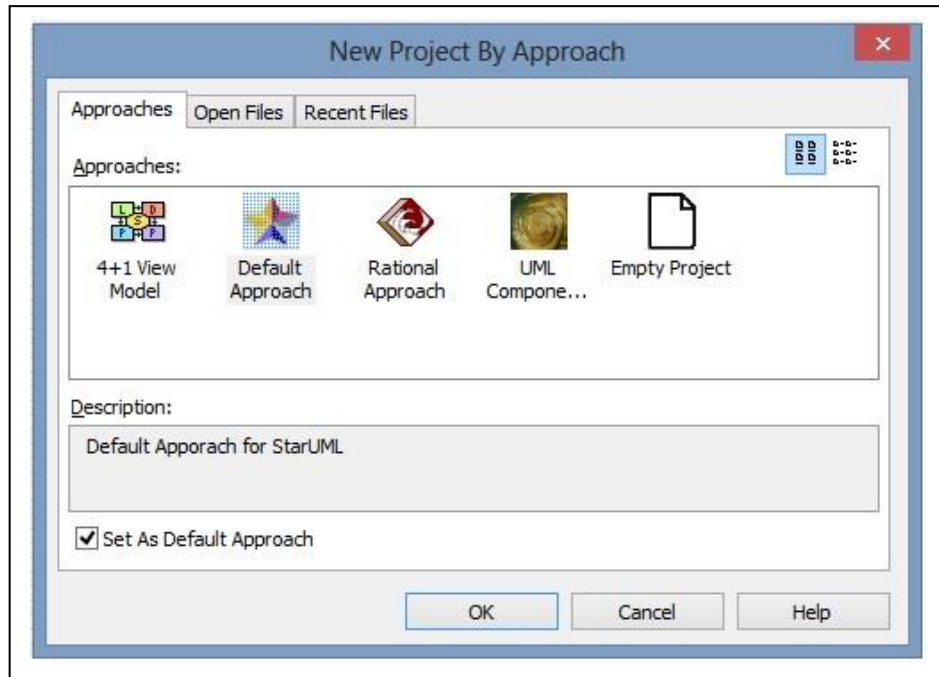 New Project By Approach
Approaches Open Files Recent Files
Approaches:
4+1 View Model
Default Approach
Rational Approach
UML Compone...
Empty Project
Description:
Default Apporach for StarUML
Set As Default Approach
OK Cancel Help